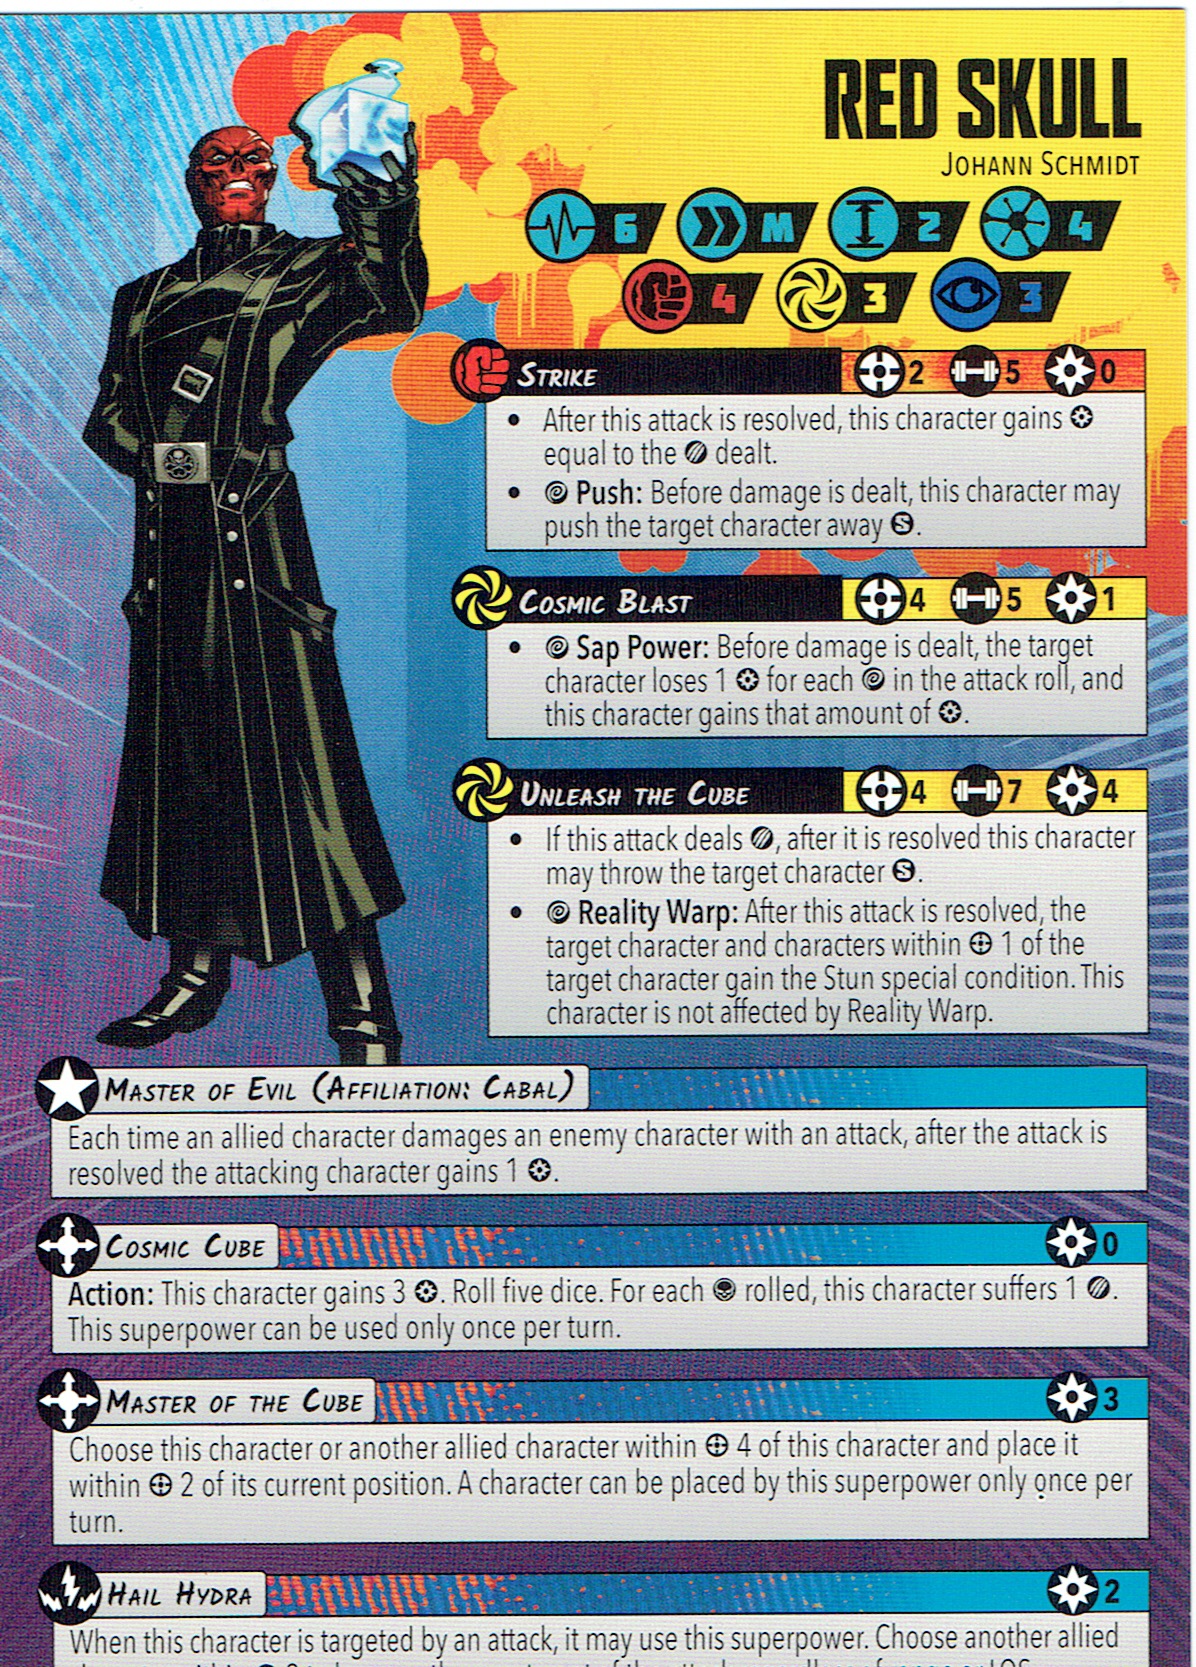 RED SKULL
JOHANN SCHMIDT
6 M 2 4
4 3 3
STRIKE 2 5 0
• After this attack is resolved, this character gains
equal to the dealt.
• Push: Before damage is dealt, this character may
push the target character away S.
COSMIC BLAST 4 5 1
• Sap Power: Before damage is dealt, the target
character loses 1 for each in the attack roll, and
this character gains that amount of .
UNLEASH THE CUBE 4 7 4
• If this attack deals , after it is resolved this character
may throw the target character S.
• Reality Warp: After this attack is resolved, the
target character and characters within 1 of the
target character gain the Stun special condition. This
character is not affected by Reality Warp.
MASTER OF EVIL (AFFILIATION: CABAL)
Each time an allied character damages an enemy character with an attack, after the attack is
resolved the attacking character gains 1 .
COSMIC CUBE 0
Action: This character gains 3 . Roll five dice. For each rolled, this character suffers 1 .
This superpower can be used only once per turn.
MASTER OF THE CUBE 3
Choose this character or another allied character within 4 of this character and place it
within 2 of its current position. A character can be placed by this superpower only once per
turn.
HAIL HYDRA 2
When this character is targeted by an attack, it may use this superpower. Choose another allied